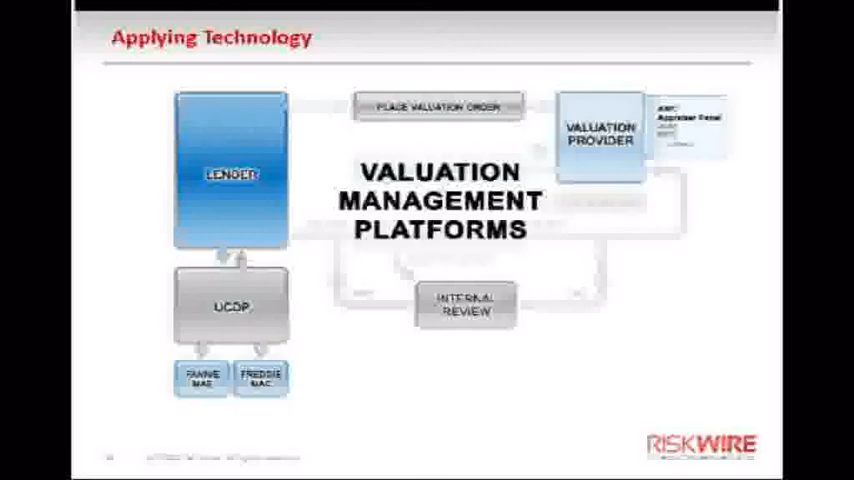 Applying Technology
PLACE VALUATION ORDER
LENDER
VALUATION
PROVIDER
AMC
Appraiser Panel
VALUATION
MANAGEMENT
PLATFORMS
UCDP
INTERNAL
REVIEW
FANNIE
MAE
FREDDIE
MAC
RISKWIRE